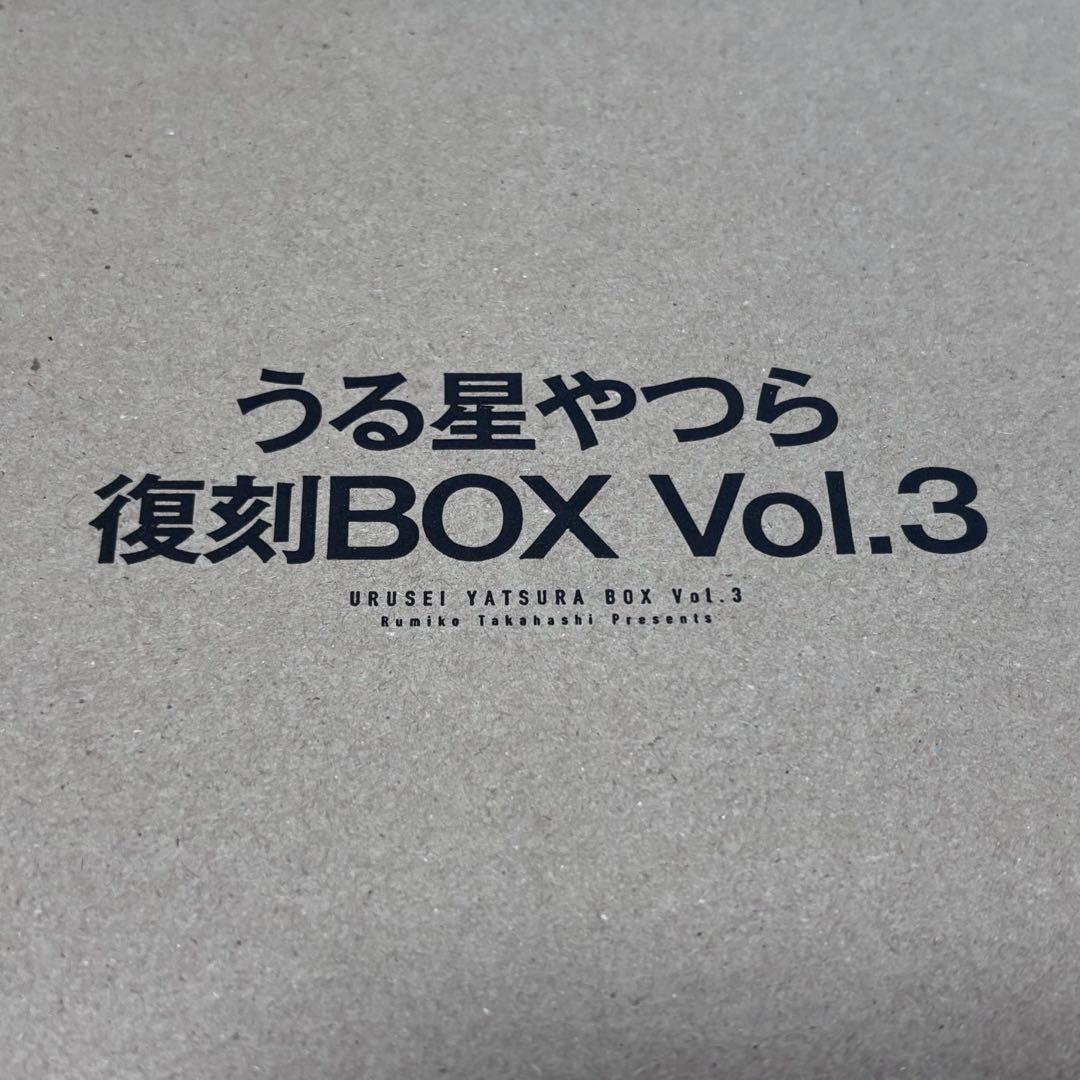 うる星やつら
復刻BOX Vol.3
URUSEI YATSURA BOX Vol.3
Rumiko Takahashi Presents